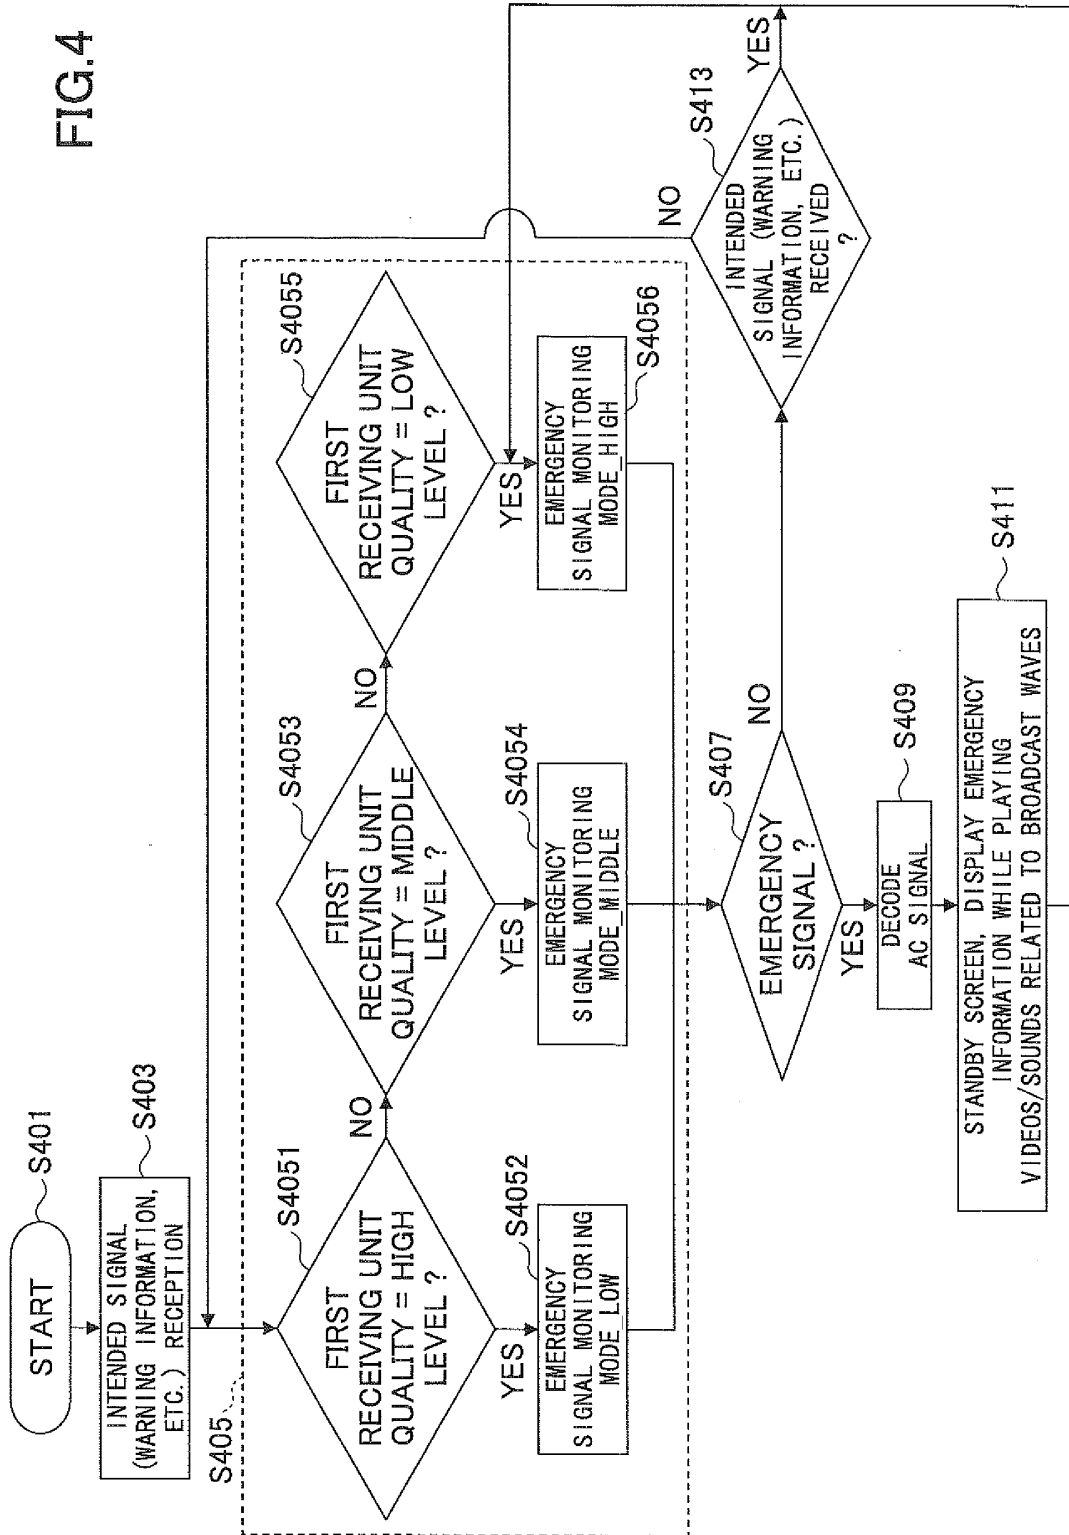 FIG.4
START
S401
INTENDED SIGNAL
(WARNING INFORMATION,
ETC.) RECEPTION
S403
S405
FIRST
RECEIVING UNIT
QUALITY = HIGH
LEVEL ?
S4051
NO
YES
EMERGENCY
SIGNAL MONITORING
MODE_LOW
S4052
FIRST
RECEIVING UNIT
QUALITY = MIDDLE
LEVEL ?
S4053
NO
YES
EMERGENCY
SIGNAL MONITORING
MODE_MIDDLE
S4054
FIRST
RECEIVING UNIT
QUALITY = LOW
LEVEL ?
S4055
YES
EMERGENCY
SIGNAL MONITORING
MODE_HIGH
S4056
EMERGENCY
SIGNAL ?
S407
NO
YES
DECODE
AC SIGNAL
S409
STANDBY SCREEN, DISPLAY EMERGENCY
INFORMATION WHILE PLAYING
VIDEOS/SOUNDS RELATED TO BROADCAST WAVES
S411
INTENDED
SIGNAL (WARNING
INFORMATION, ETC.)
RECEIVED
?
S413
NO
YES